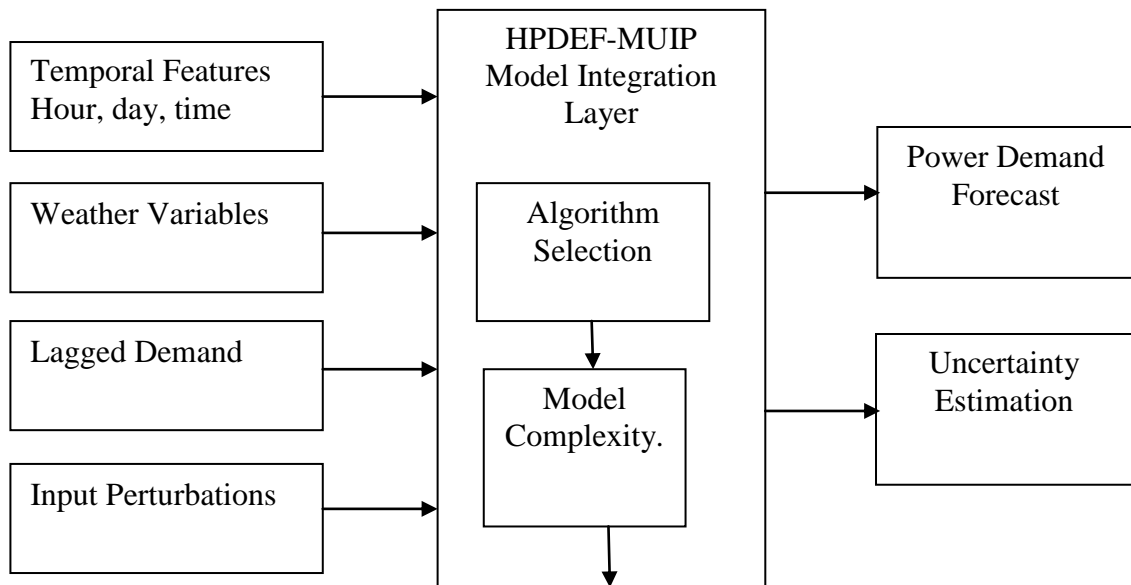 Temporal Features
Hour, day, time
Weather Variables
Lagged Demand
Input Perturbations
HPDEF-MUIP
Model Integration
Layer
Algorithm
Selection
Model
Complexity.
Power Demand
Forecast
Uncertainty
Estimation